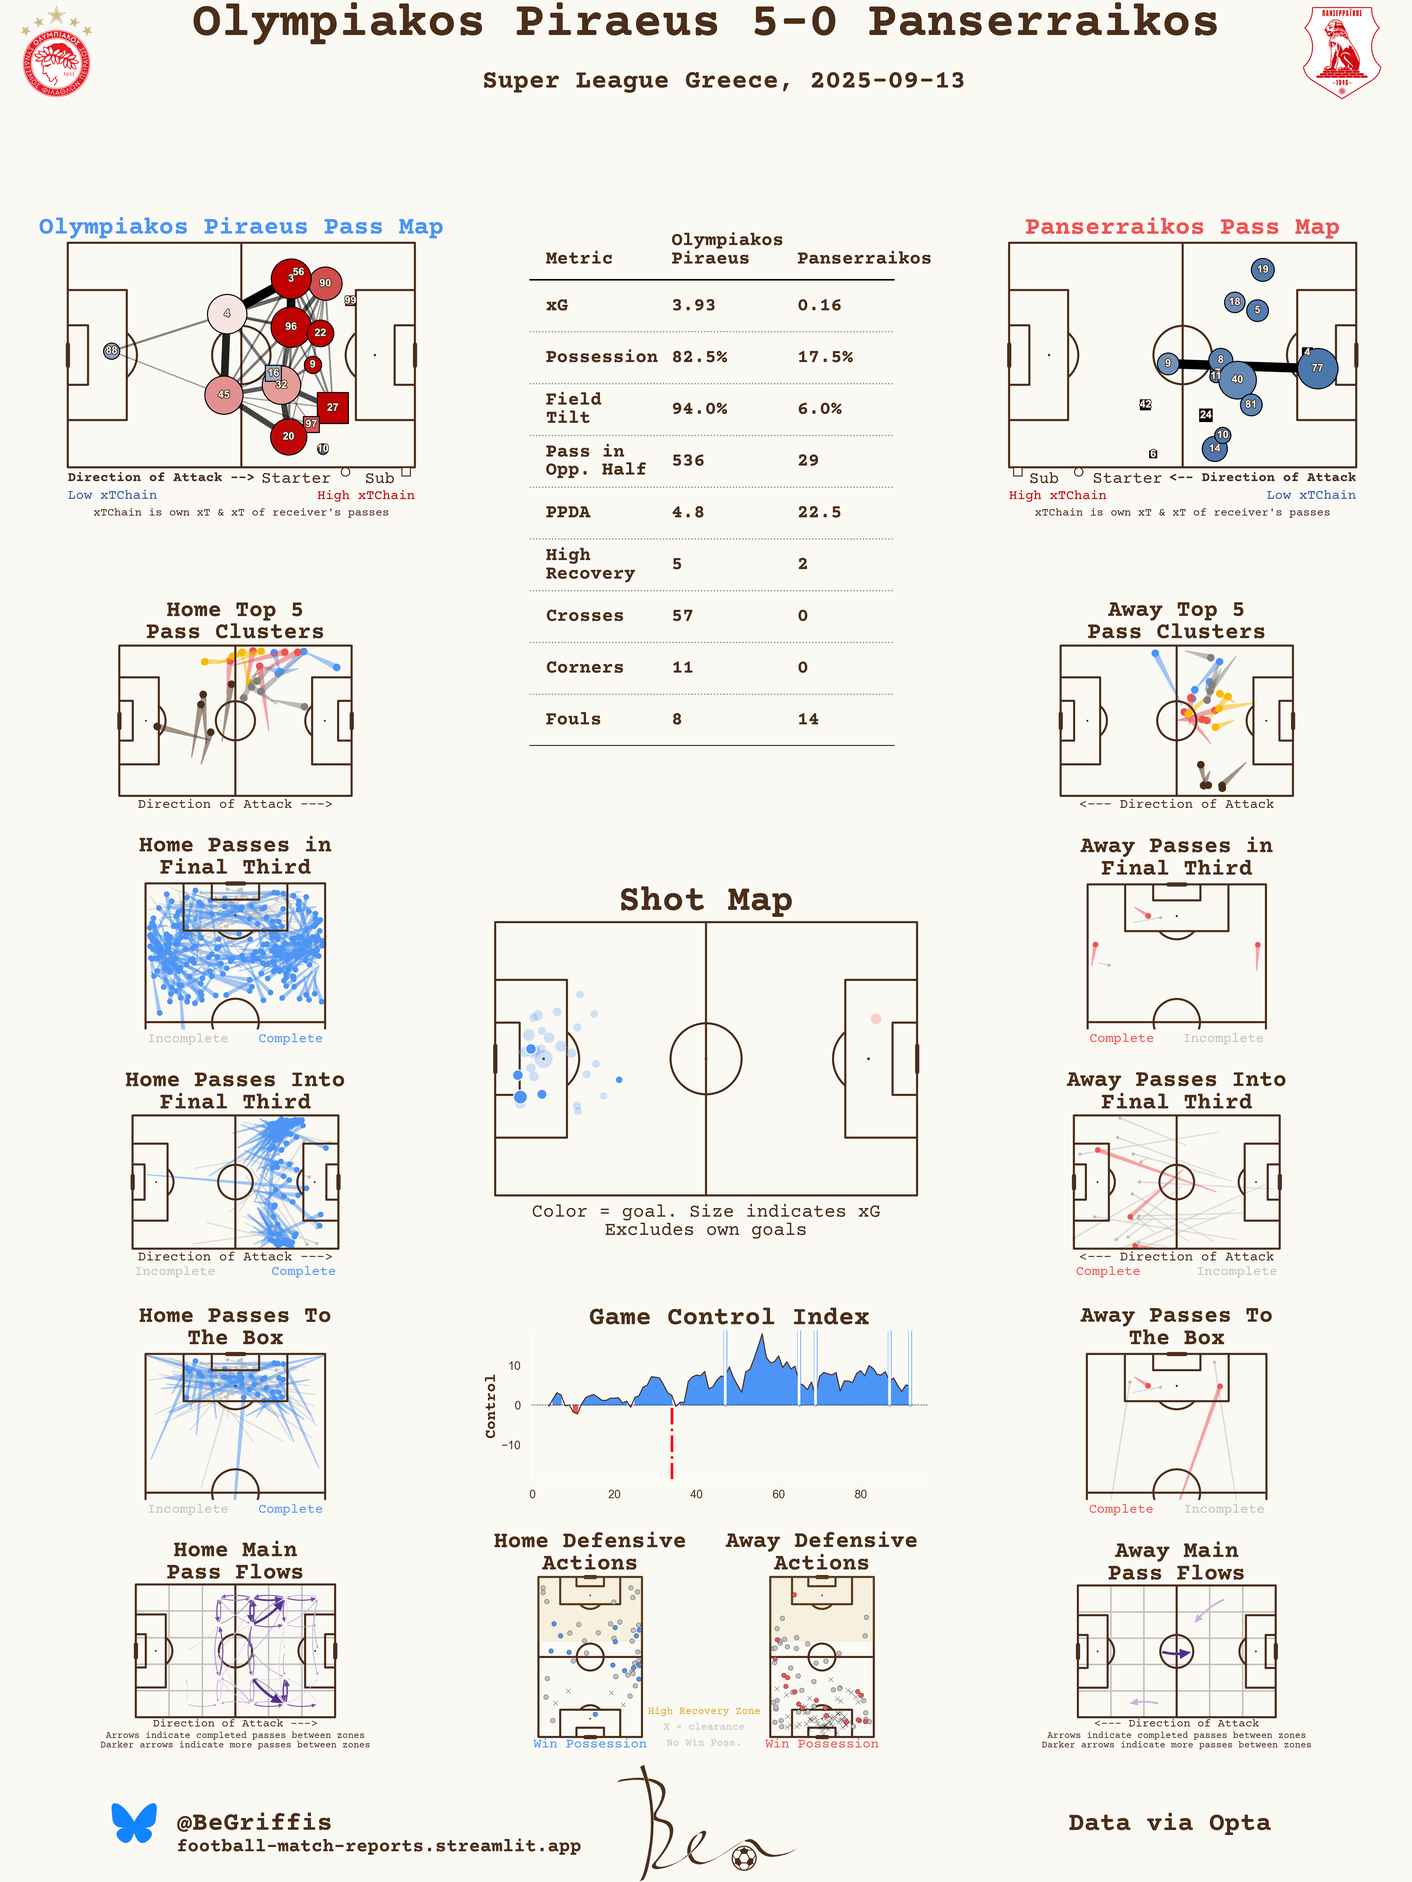 Olympiakos Piraeus 5-0 Panserraikos
Super League Greece, 2025-09-13
ΟΛΥΜΠΙΑΚΟΣ ΣΥΝΔΕΣΜΟΣ ΦΙΛΑΘΛΩΝ ΠΕΙΡΑΙΩΣ
1925
ΠΑΝΣΕΡΡΑΪΚΟΣ
-1946-
Olympiakos Piraeus Pass Map
3
56
90
99
4
96
22
88
9
16
32
45
27
97
20
10
Direction of Attack --> Starter Sub
Low xTChain High xTChain
xTChain is own xT & xT of receiver's passes
Metric Olympiakos Piraeus Panserraikos
xG 3.93 0.16
Possession 82.5% 17.5%
Field Tilt 94.0% 6.0%
Pass in Opp. Half 536 29
PPDA 4.8 22.5
High Recovery 5 2
Crosses 57 0
Corners 11 0
Fouls 8 14
Panserraikos Pass Map
19
18
5
4
9
8
77
11
40
42
81
24
10
14
6
Sub Starter <-- Direction of Attack
High xTChain Low xTChain
xTChain is own xT & xT of receiver's passes
Home Top 5
Pass Clusters
Direction of Attack --->
Away Top 5
Pass Clusters
<--- Direction of Attack
Home Passes in
Final Third
Incomplete Complete
Away Passes in
Final Third
Complete Incomplete
Shot Map
Color = goal. Size indicates xG
Excludes own goals
Home Passes Into
Final Third
Direction of Attack --->
Incomplete Complete
Away Passes Into
Final Third
<--- Direction of Attack
Complete Incomplete
Home Passes To
The Box
Incomplete Complete
Game Control Index
Control
10
0
−10
0 20 40 60 80
Away Passes To
The Box
Complete Incomplete
Home Main
Pass Flows
Direction of Attack --->
Arrows indicate completed passes between zones
Darker arrows indicate more passes between zones
Home Defensive
Actions
Win Possession
High Recovery Zone
X = clearance
No Win Poss.
Away Defensive
Actions
Win Possession
Away Main
Pass Flows
<--- Direction of Attack
Arrows indicate completed passes between zones
Darker arrows indicate more passes between zones
@BeGriffis
football-match-reports.streamlit.app
Ben
Data via Opta